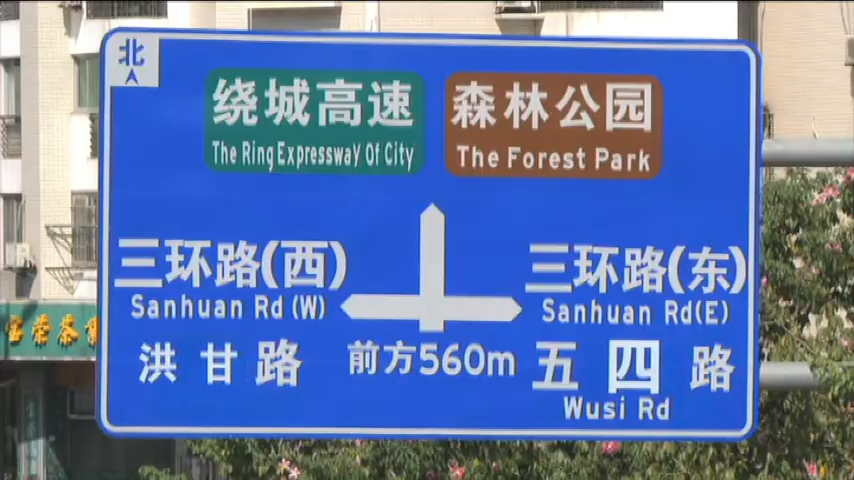 北
绕城高速
The Ring Expressway Of City
森林公园
The Forest Park
三环路(西)
Sanhuan Rd (W)
三环路(东)
Sanhuan Rd(E)
洪甘路
前方560m
五四路
Wusi Rd